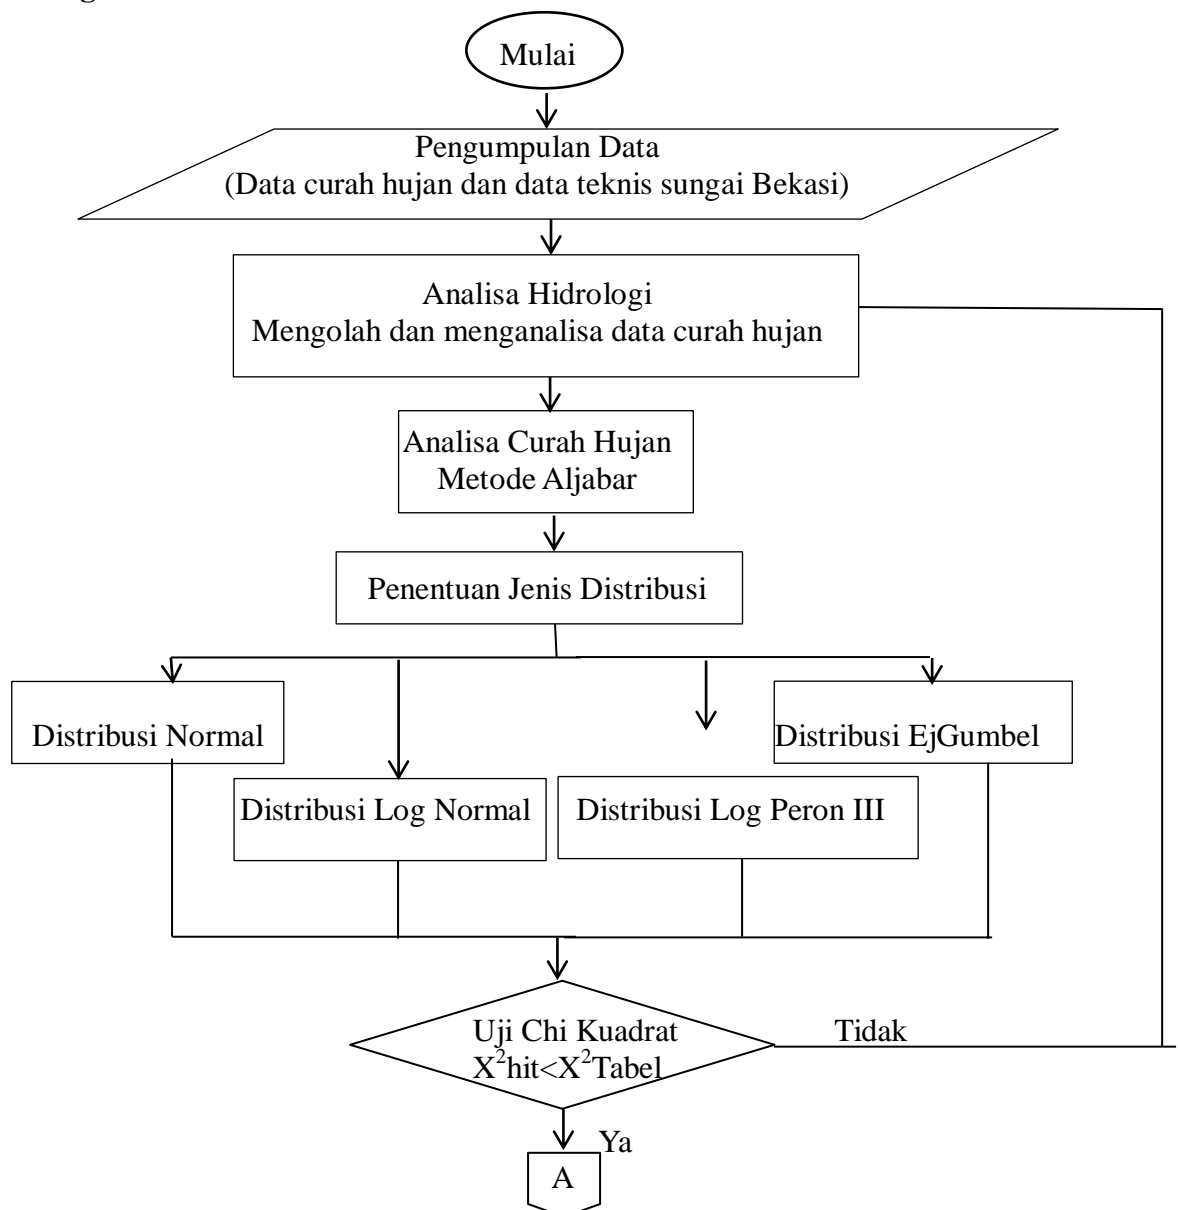 Mulai
Pengumpulan Data
(Data curah hujan dan data teknis sungai Bekasi)
Analisa Hidrologi
Mengolah dan menganalisa data curah hujan
Analisa Curah Hujan
Metode Aljabar
Penentuan Jenis Distribusi
Distribusi Normal
Distribusi EjGumbel
Distribusi Log Normal
Distribusi Log Peron III
Uji Chi Kuadrat
X²hit<X²Tabel
Tidak
Ya
A